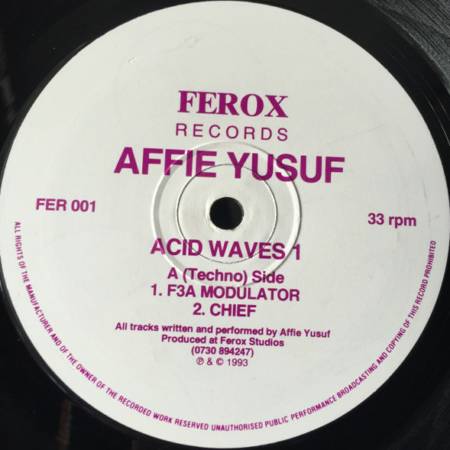 FEROX
RECORDS
AFFIE YUSUF
FER 001
33 rpm
ACID WAVES 1
A (Techno) Side
1. F3A MODULATOR
2. CHIEF
All tracks written and performed by Affie Yusuf
Produced at Ferox Studios
(0730 894247)
℗ & © 1993
ALL RIGHTS OF THE MANUFACTURER AND OF THE OWNER OF THE RECORDED WORK RESERVED UNAUTHORISED PUBLIC PERFORMANCE BROADCASTING AND COPYING OF THIS RECORD PROHIBITED